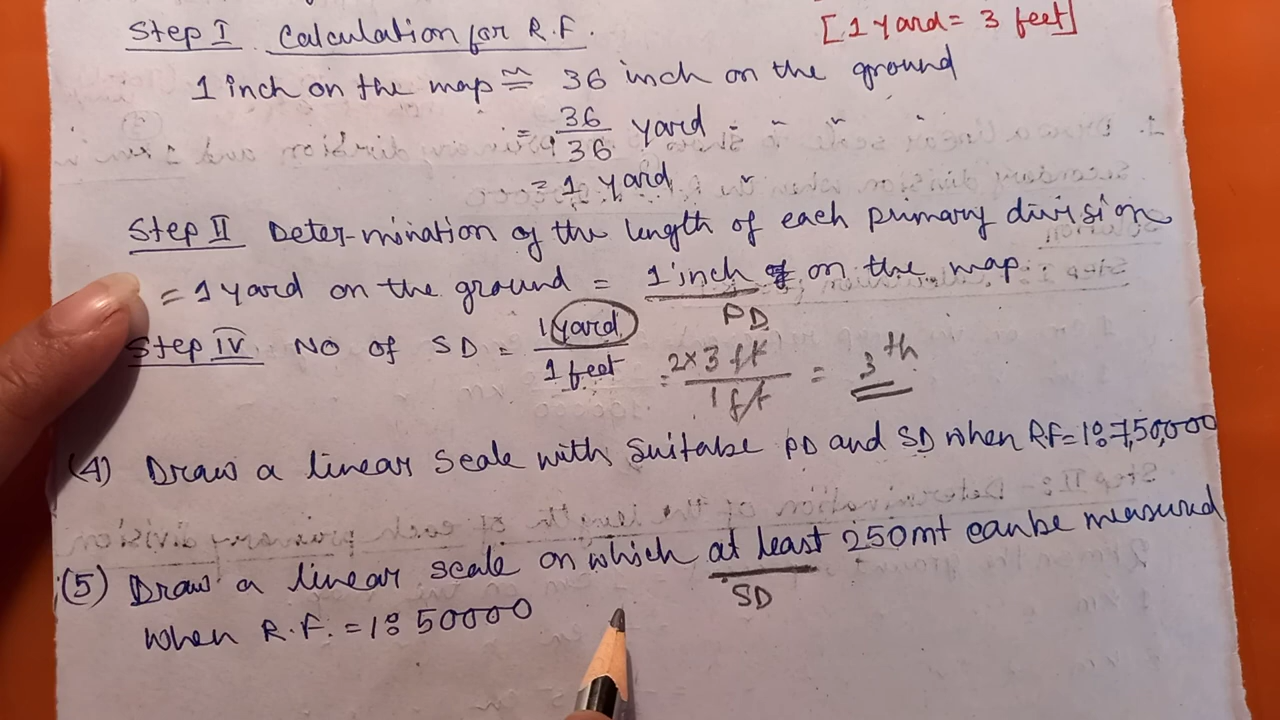 Step I Calculation for R.F.
[1 yard = 3 feet]
1 inch on the map ≅ 36 inch on the ground
= 36/36 yard - " " "
= 1 yard "
Step II Deter-mination of the length of each primary division
= 1 yard on the ground = 1 inch on the map.
PD
Step IV No of SD = 1 yard / 1 feet = 2x3 ft / 1 ft = 3th
(4) Draw a linear Scale with Suitabe PD and SD when R.F=1:7,50,000
(5) Draw a linear scale on which at least 250mt can be measured
SD
when R.F. = 1: 50000